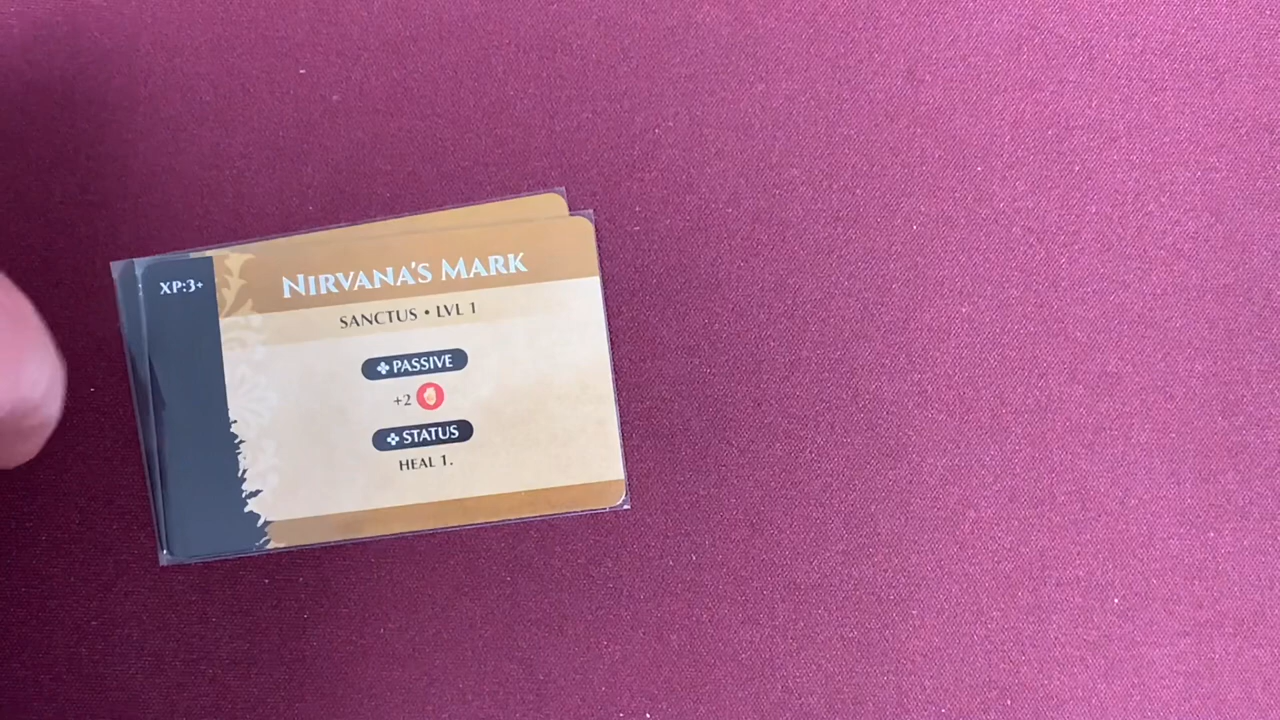 XP:3+
NIRVANA'S MARK
SANCTUS • LVL 1
PASSIVE
+2
STATUS
HEAL 1.